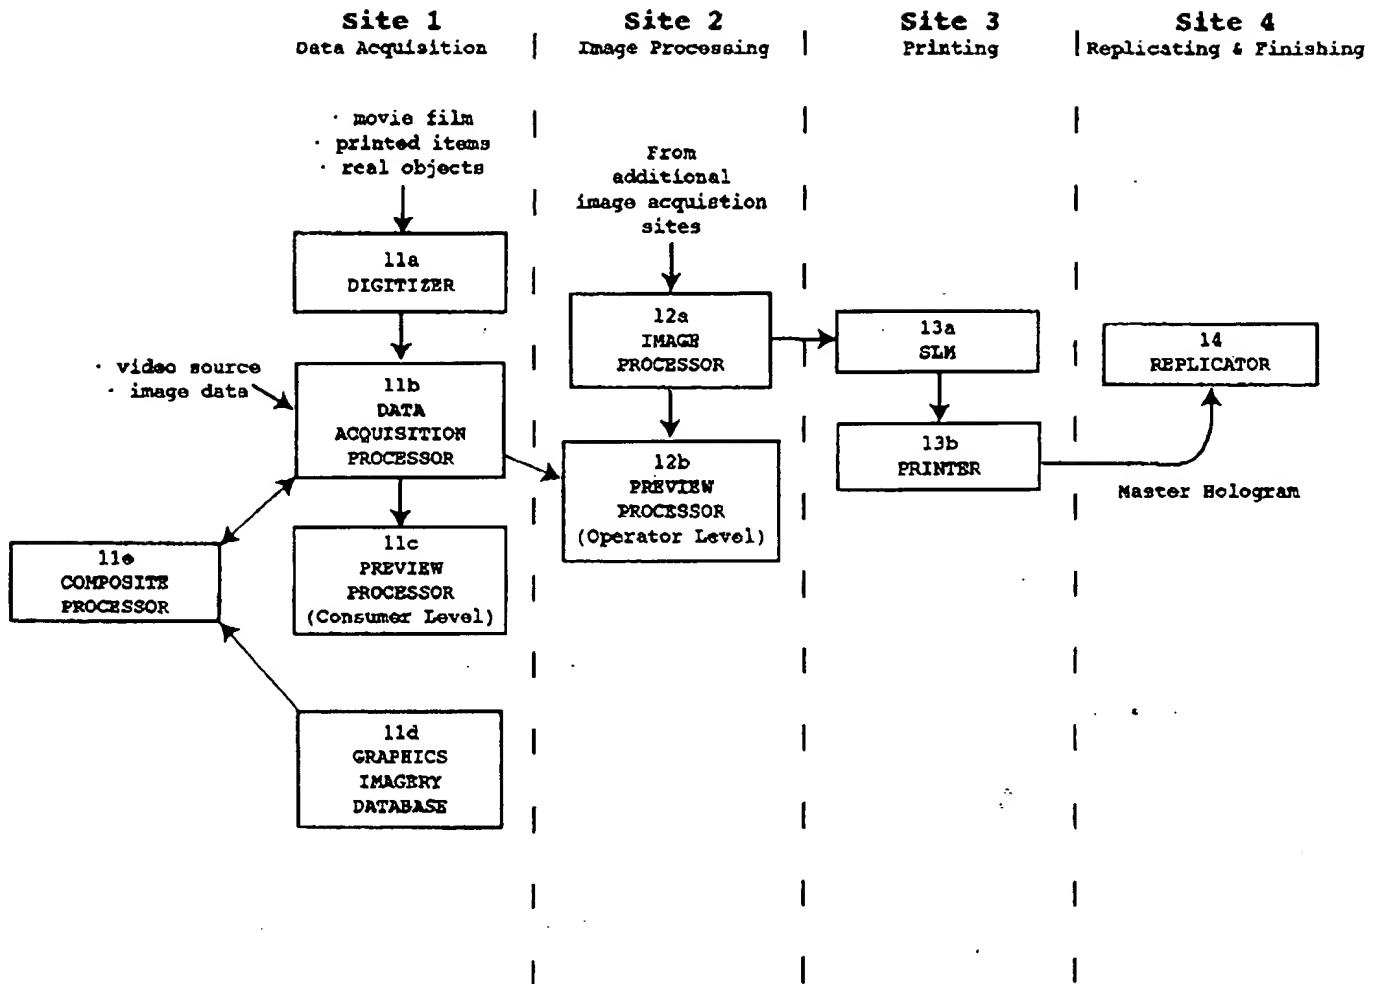 Site 1
Data Acquisition
Site 2
Image Processing
Site 3
Printing
Site 4
Replicating & Finishing
· movie film
· printed items
· real objects
11a
DIGITIZER
· video source
· image data
11b
DATA
ACQUISITION
PROCESSOR
11c
PREVIEW
PROCESSOR
(Consumer Level)
11e
COMPOSITE
PROCESSOR
11d
GRAPHICS
IMAGERY
DATABASE
From
additional
image acquistion
sites
12a
IMAGE
PROCESSOR
12b
PREVIEW
PROCESSOR
(Operator Level)
13a
SLM
13b
PRINTER
14
REPLICATOR
Master Hologram